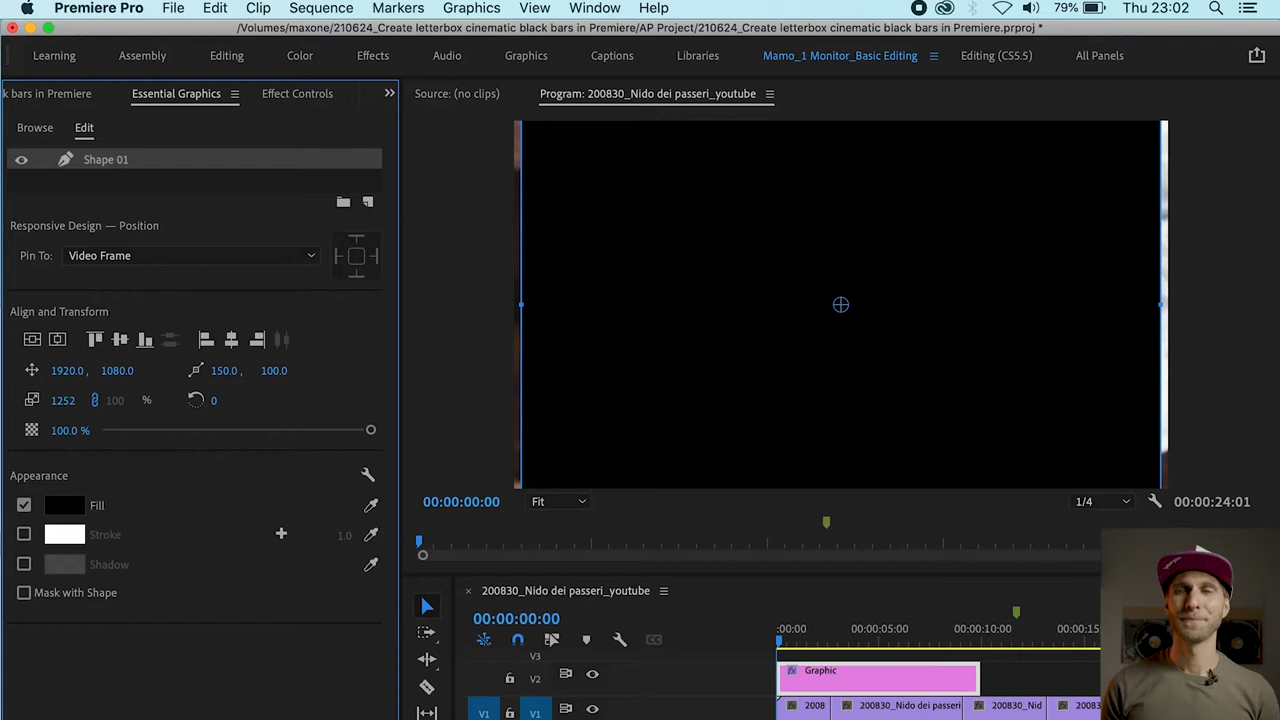 Premiere Pro File Edit Clip Sequence Markers Graphics View Window Help 79% Thu 23:02
/Volumes/maxone/210624_Create letterbox cinematic black bars in Premiere/AP Project/210624_Create letterbox cinematic black bars in Premiere.prproj *
Learning Assembly Editing Color Effects Audio Graphics Captions Libraries Mamo_1 Monitor_Basic Editing Editing (CS5.5) All Panels
k bars in Premiere Essential Graphics Effect Controls Source: (no clips) Program: 200830_Nido dei passeri_youtube
Browse Edit
Shape 01
Responsive Design — Position
Pin To: Video Frame
Align and Transform
1920.0 , 1080.0 150.0 , 100.0
1252 100 % 0
100.0 %
Appearance
Fill
Stroke 1.0
Shadow
Mask with Shape
00:00:00:00 Fit 1/4 00:00:24:01
× 200830_Nido dei passeri_youtube
00:00:00:00
:00:00 00:00:05:00 00:00:10:00 00:00:15
V3
V2 fx Graphic
V1 V1 2008 fx 200830_Nido dei passeri fx 200830_Nid fx 2008